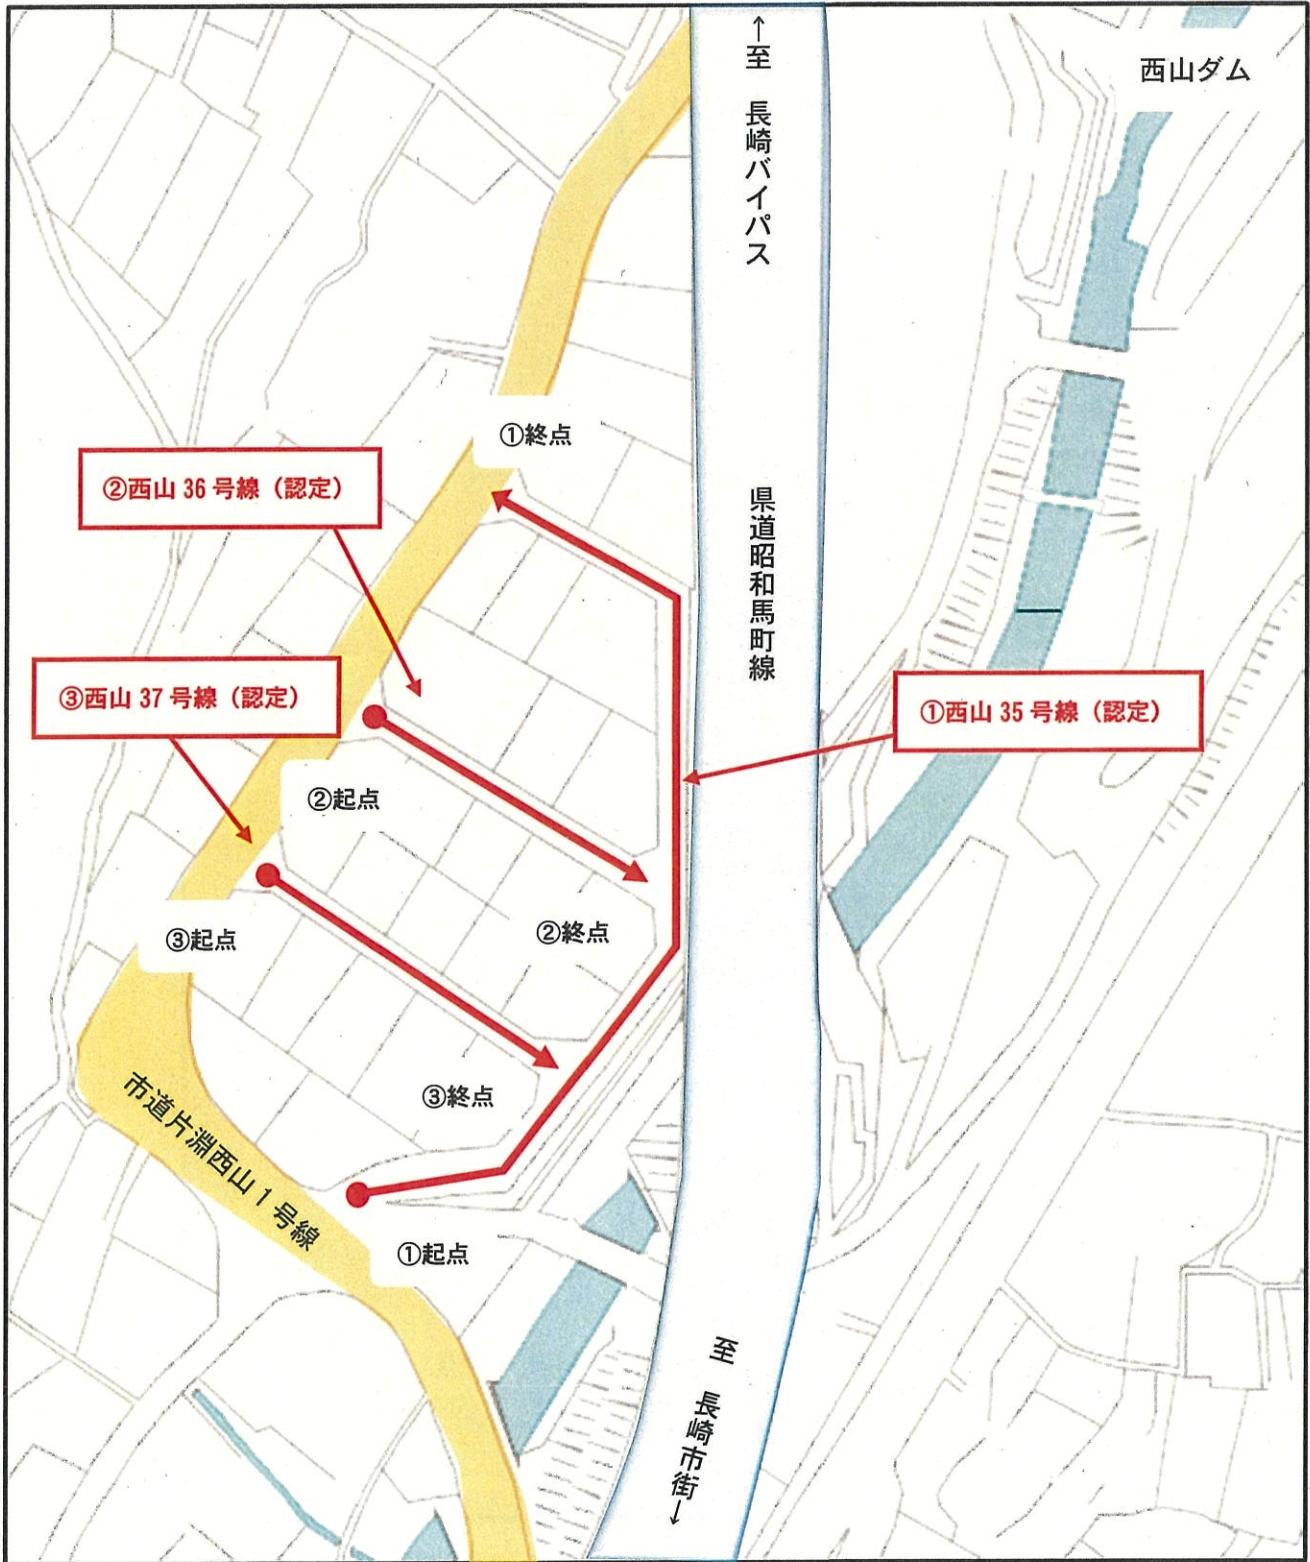 西山ダム
↑至 長崎バイパス
①終点
②西山 36 号線（認定）
県道昭和馬町線
③西山 37 号線（認定）
①西山 35 号線（認定）
②起点
②終点
③起点
③終点
市道片淵西山 1 号線
①起点
至 長崎市街↓